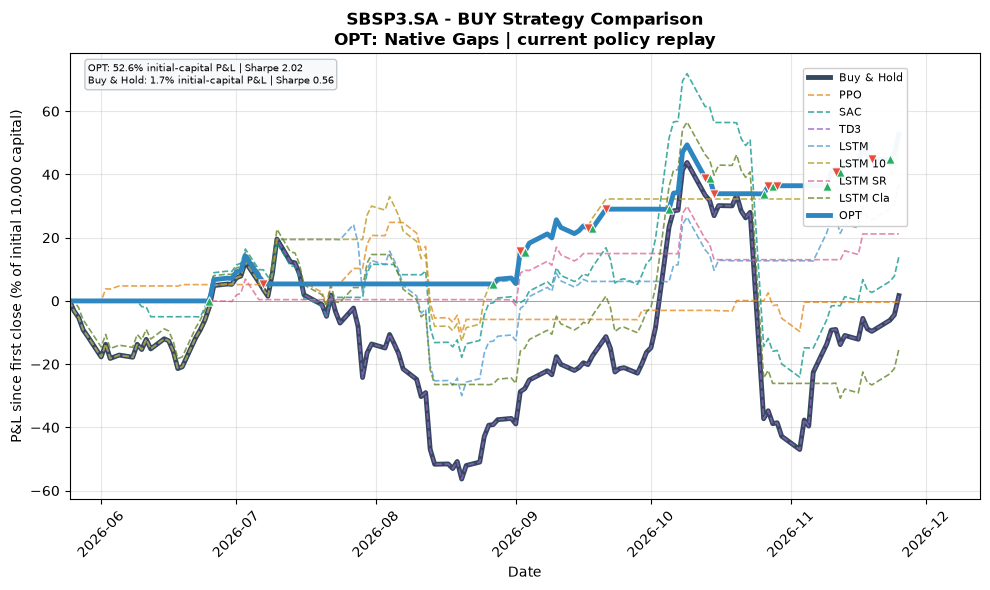 SBSP3.SA - BUY Strategy Comparison
OPT: Native Gaps | current policy replay
OPT: 52.6% initial-capital P&L | Sharpe 2.02
Buy & Hold: 1.7% initial-capital P&L | Sharpe 0.56
Buy & Hold
PPO
SAC
TD3
LSTM
LSTM 10
LSTM SR
LSTM Cla
OPT
P&L since first close (% of initial 10,000 capital)
60
40
20
0
−20
−40
−60
2026-06
2026-07
2026-08
2026-09
2026-10
2026-11
2026-12
Date